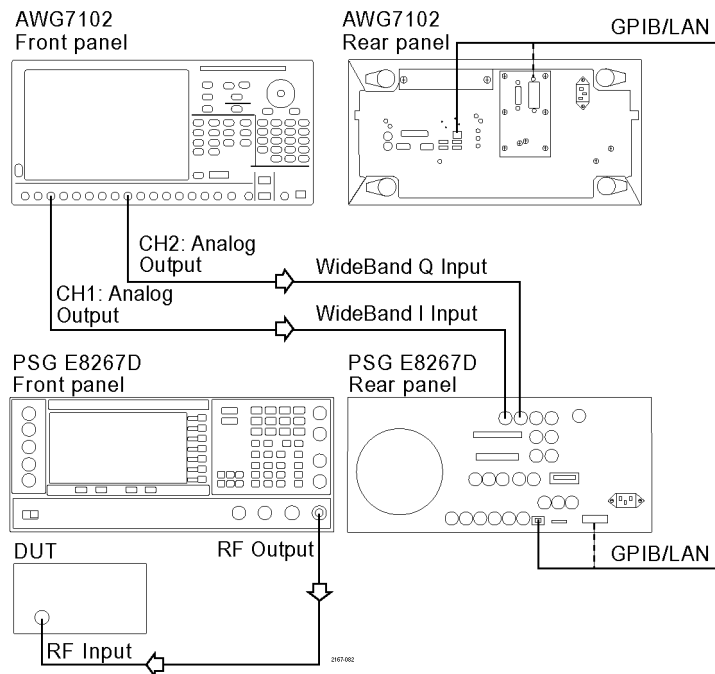 AWG7102
Front panel
AWG7102
Rear panel
GPIB/LAN
CH2: Analog
Output
WideBand Q Input
CH1: Analog
Output
WideBand I Input
PSG E8267D
Front panel
PSG E8267D
Rear panel
RF Output
GPIB/LAN
DUT
RF Input
2167-082